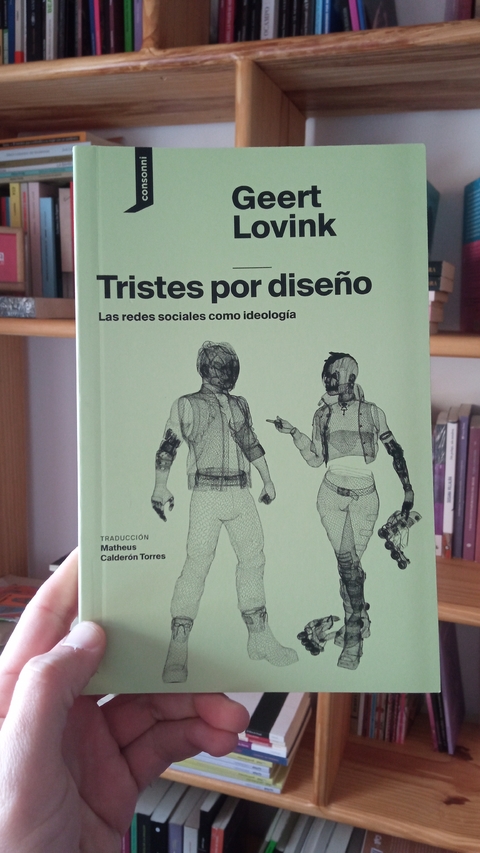 consonni
Geert
Lovink
Tristes por diseño
Las redes sociales como ideología
TRADUCCIÓN
Matheus
Calderón Torres